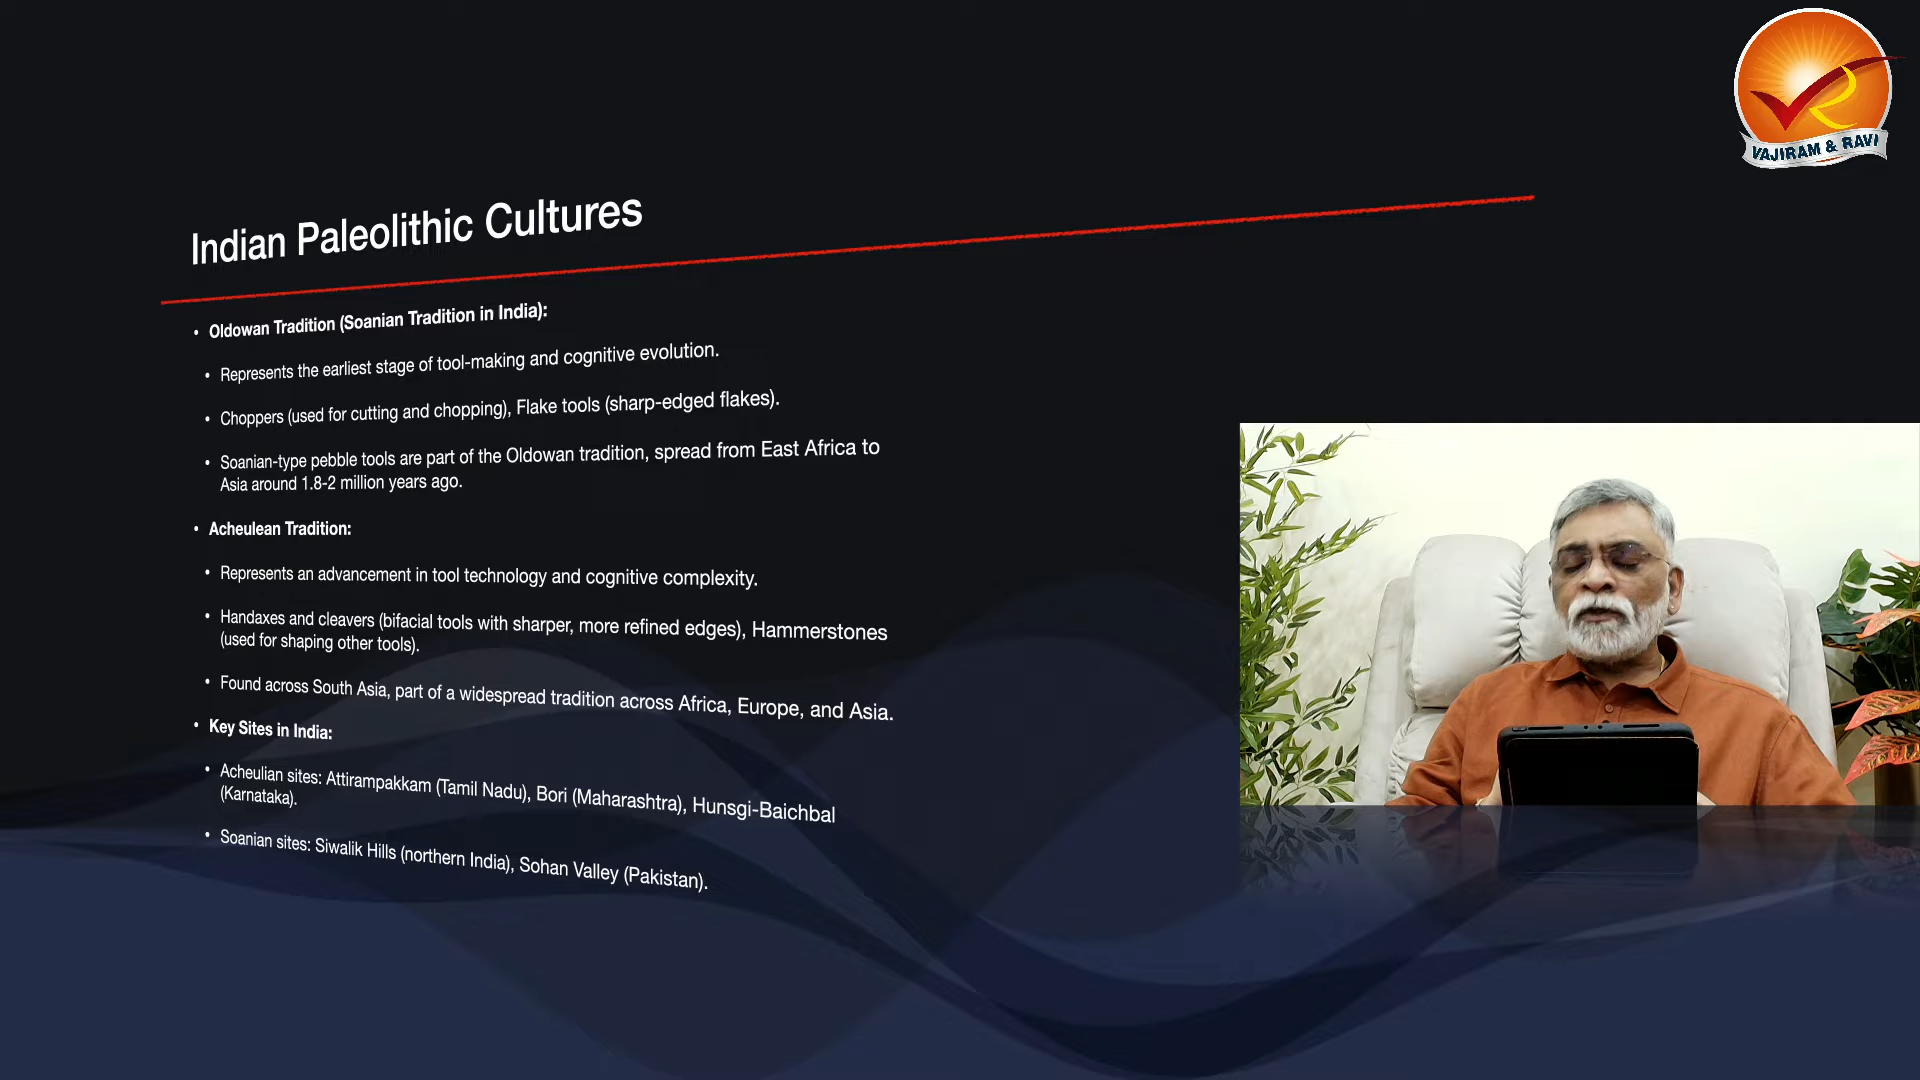 VAJIRAM & RAVI
Indian Paleolithic Cultures
• Oldowan Tradition (Soanian Tradition in India):
• Represents the earliest stage of tool-making and cognitive evolution.
• Choppers (used for cutting and chopping), Flake tools (sharp-edged flakes).
• Soanian-type pebble tools are part of the Oldowan tradition, spread from East Africa to
Asia around 1.8-2 million years ago.
• Acheulean Tradition:
• Represents an advancement in tool technology and cognitive complexity.
• Handaxes and cleavers (bifacial tools with sharper, more refined edges), Hammerstones
(used for shaping other tools).
• Found across South Asia, part of a widespread tradition across Africa, Europe, and Asia.
• Key Sites in India:
• Acheulian sites: Attirampakkam (Tamil Nadu), Bori (Maharashtra), Hunsgi-Baichbal
(Karnataka).
• Soanian sites: Siwalik Hills (northern India), Sohan Valley (Pakistan).